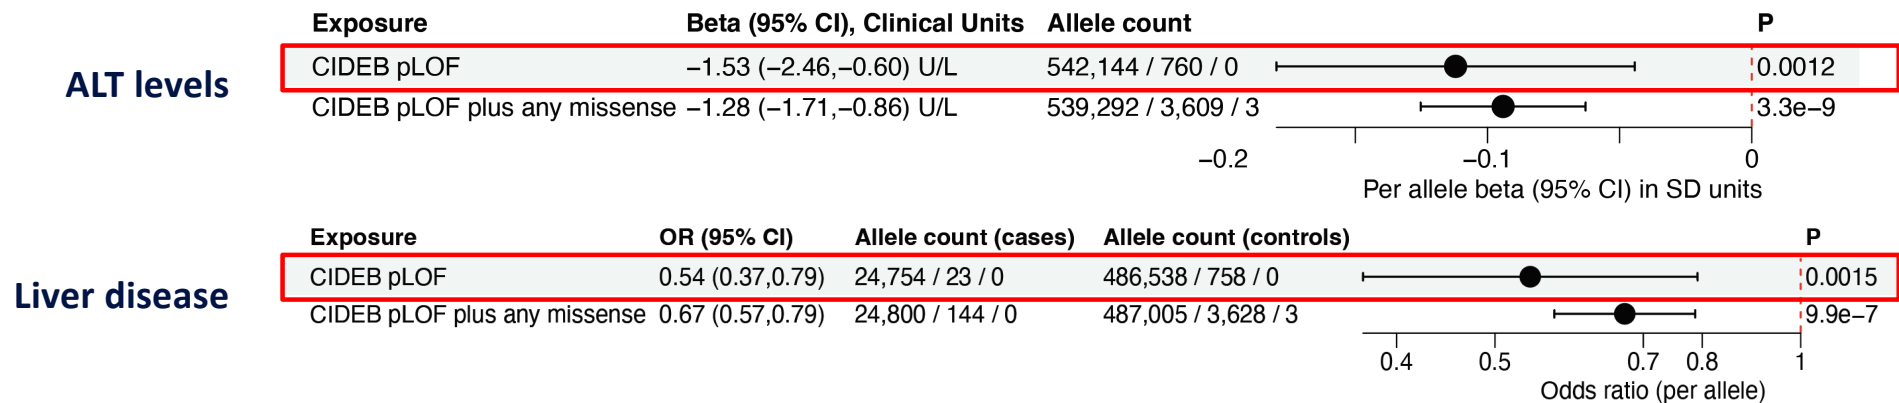 Exposure Beta (95% CI), Clinical Units Allele count P
ALT levels
CIDEB pLOF −1.53 (−2.46,−0.60) U/L 542,144 / 760 / 0 0.0012
CIDEB pLOF plus any missense −1.28 (−1.71,−0.86) U/L 539,292 / 3,609 / 3 3.3e−9
−0.2 −0.1 0
Per allele beta (95% CI) in SD units
Exposure OR (95% CI) Allele count (cases) Allele count (controls) P
Liver disease
CIDEB pLOF 0.54 (0.37,0.79) 24,754 / 23 / 0 486,538 / 758 / 0 0.0015
CIDEB pLOF plus any missense 0.67 (0.57,0.79) 24,800 / 144 / 0 487,005 / 3,628 / 3 9.9e−7
0.4 0.5 0.7 0.8 1
Odds ratio (per allele)